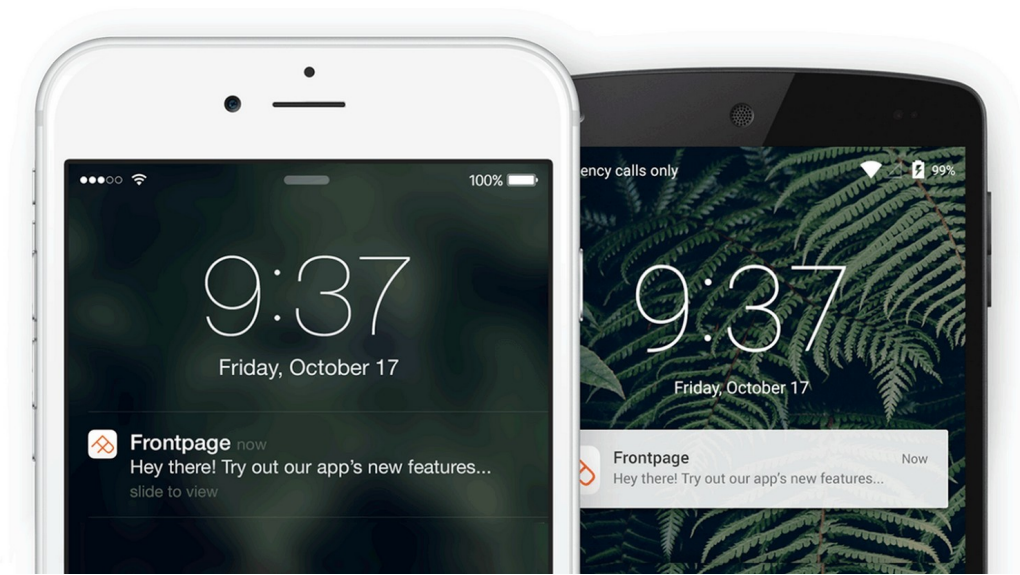 100%
9:37
Friday, October 17
Frontpage now
Hey there! Try out our app's new features...
slide to view
ency calls only
99%
9:37
Friday, October 17
Frontpage Now
Hey there! Try out our app's new features...